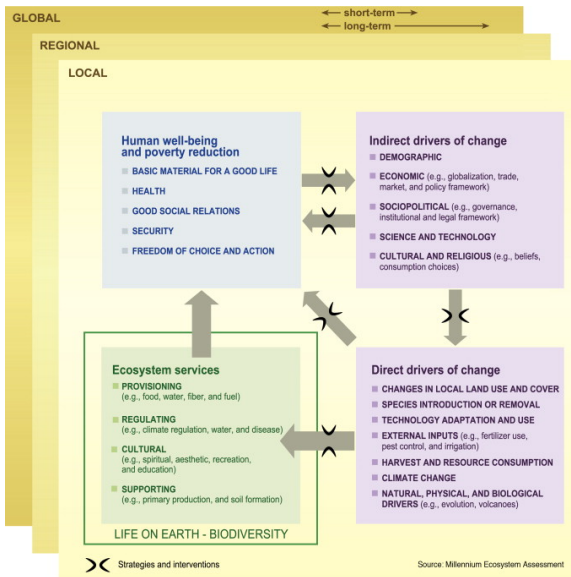 GLOBAL
short-term
long-term
REGIONAL
LOCAL
Human well-being
and poverty reduction
BASIC MATERIAL FOR A GOOD LIFE
HEALTH
GOOD SOCIAL RELATIONS
SECURITY
FREEDOM OF CHOICE AND ACTION
Indirect drivers of change
DEMOGRAPHIC
ECONOMIC (e.g., globalization, trade,
market, and policy framework)
SOCIOPOLITICAL (e.g., governance,
institutional and legal framework)
SCIENCE AND TECHNOLOGY
CULTURAL AND RELIGIOUS (e.g., beliefs,
consumption choices)
Ecosystem services
PROVISIONING
(e.g., food, water, fiber, and fuel)
REGULATING
(e.g., climate regulation, water, and disease)
CULTURAL
(e.g., spiritual, aesthetic, recreation,
and education)
SUPPORTING
(e.g., primary production, and soil formation)
LIFE ON EARTH - BIODIVERSITY
Direct drivers of change
CHANGES IN LOCAL LAND USE AND COVER
SPECIES INTRODUCTION OR REMOVAL
TECHNOLOGY ADAPTATION AND USE
EXTERNAL INPUTS (e.g., fertilizer use,
pest control, and irrigation)
HARVEST AND RESOURCE CONSUMPTION
CLIMATE CHANGE
NATURAL, PHYSICAL, AND BIOLOGICAL
DRIVERS (e.g., evolution, volcanoes)
Strategies and interventions
Source: Millennium Ecosystem Assessment